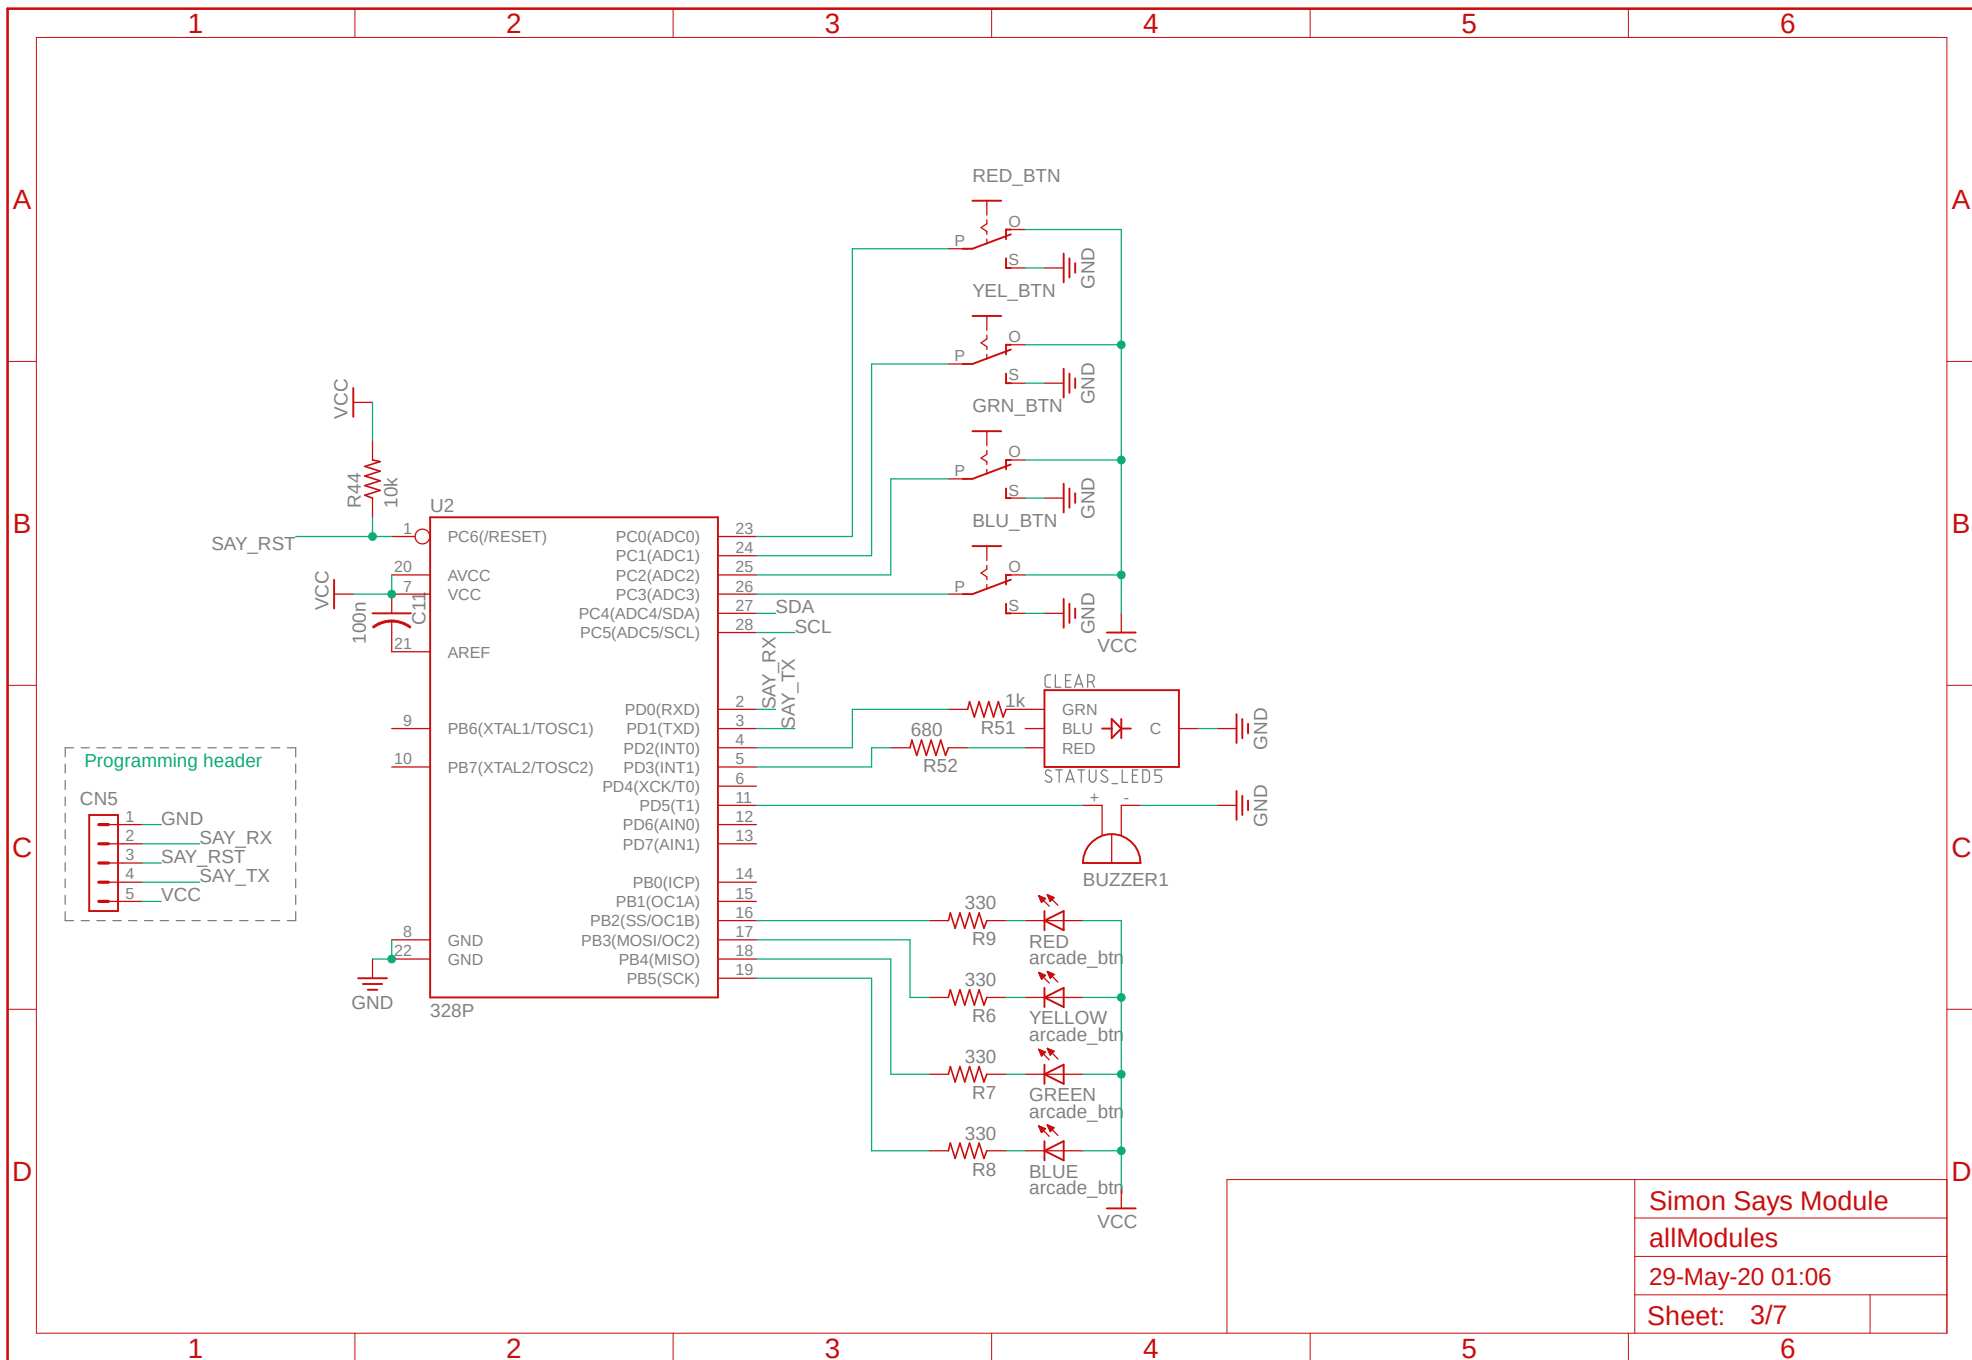 1 2 3 4 5 6
A A
B B
C C
D D
RED_BTN
P O S GND
YEL_BTN
P O S GND
GRN_BTN
P O S GND
BLU_BTN
P O S GND
VCC
VCC
R44
10k
SAY_RST
VCC
100n
C11
U2
1 PC6(/RESET)
20 AVCC
7 VCC
21 AREF
9 PB6(XTAL1/TOSC1)
10 PB7(XTAL2/TOSC2)
8 GND
22 GND
GND
328P
PC0(ADC0) 23
PC1(ADC1) 24
PC2(ADC2) 25
PC3(ADC3) 26
PC4(ADC4/SDA) 27 SDA
PC5(ADC5/SCL) 28 SCL
SAY_RX
SAY_TX
PD0(RXD) 2
PD1(TXD) 3
PD2(INT0) 4
PD3(INT1) 5
PD4(XCK/T0) 6
PD5(T1) 11
PD6(AIN0) 12
PD7(AIN1) 13
PB0(ICP) 14
PB1(OC1A) 15
PB2(SS/OC1B) 16
PB3(MOSI/OC2) 17
PB4(MISO) 18
PB5(SCK) 19
1k
R51
680
R52
CLEAR
GRN
BLU C
RED
STATUS_LED5
GND
+ -
GND
BUZZER1
330
R9
RED
arcade_btn
330
R6
YELLOW
arcade_btn
330
R7
GREEN
arcade_btn
330
R8
BLUE
arcade_btn
VCC
Programming header
CN5
1 GND
2 SAY_RX
3 SAY_RST
4 SAY_TX
5 VCC
Simon Says Module
allModules
29-May-20 01:06
Sheet: 3/7
1 2 3 4 5 6